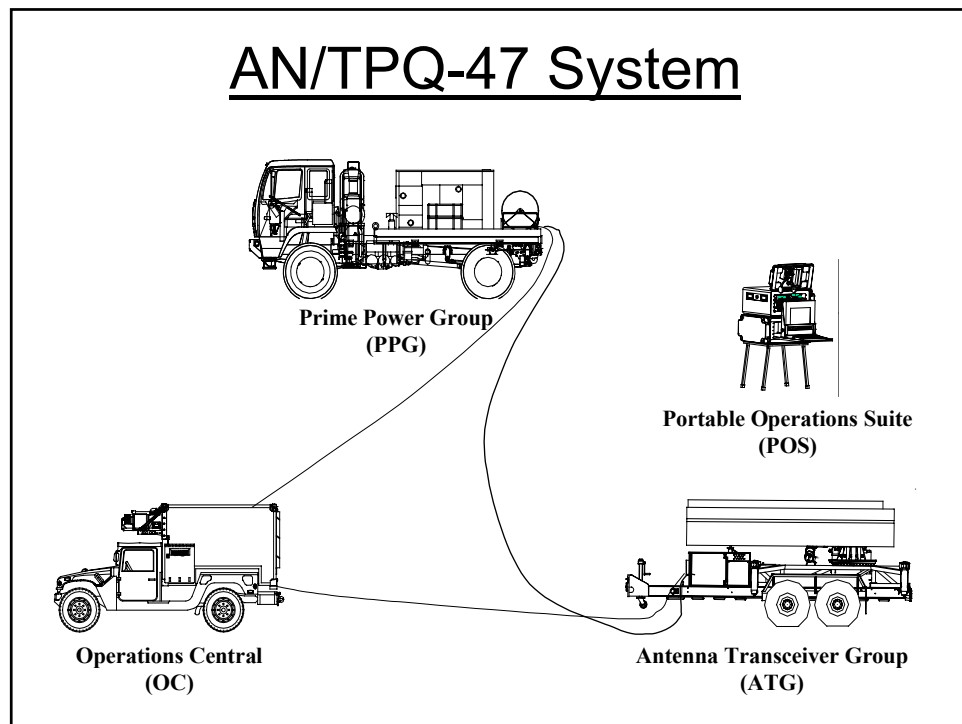 AN/TPQ-47 System
Prime Power Group
(PPG)
Portable Operations Suite
(POS)
Operations Central
(OC)
Antenna Transceiver Group
(ATG)